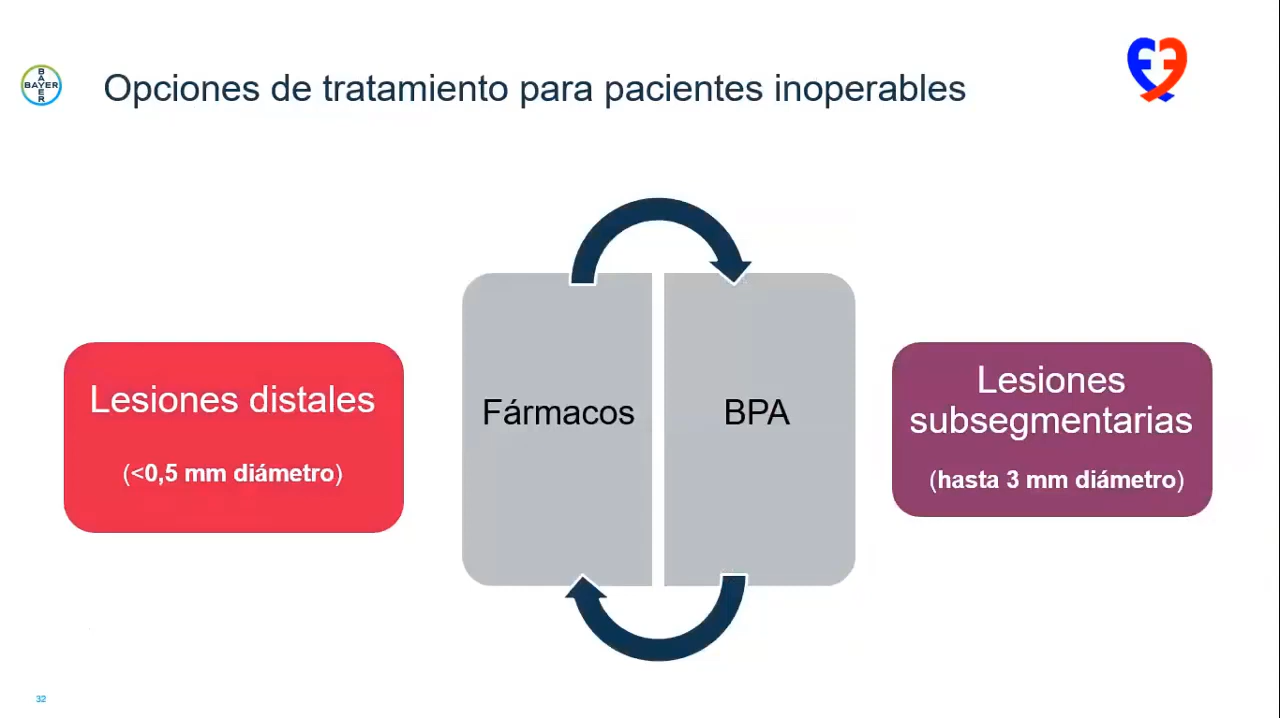 BAYER
BAYER
Opciones de tratamiento para pacientes inoperables
Lesiones distales
(<0,5 mm diámetro)
Fármacos
BPA
Lesiones
subsegmentarias
(hasta 3 mm diámetro)
32